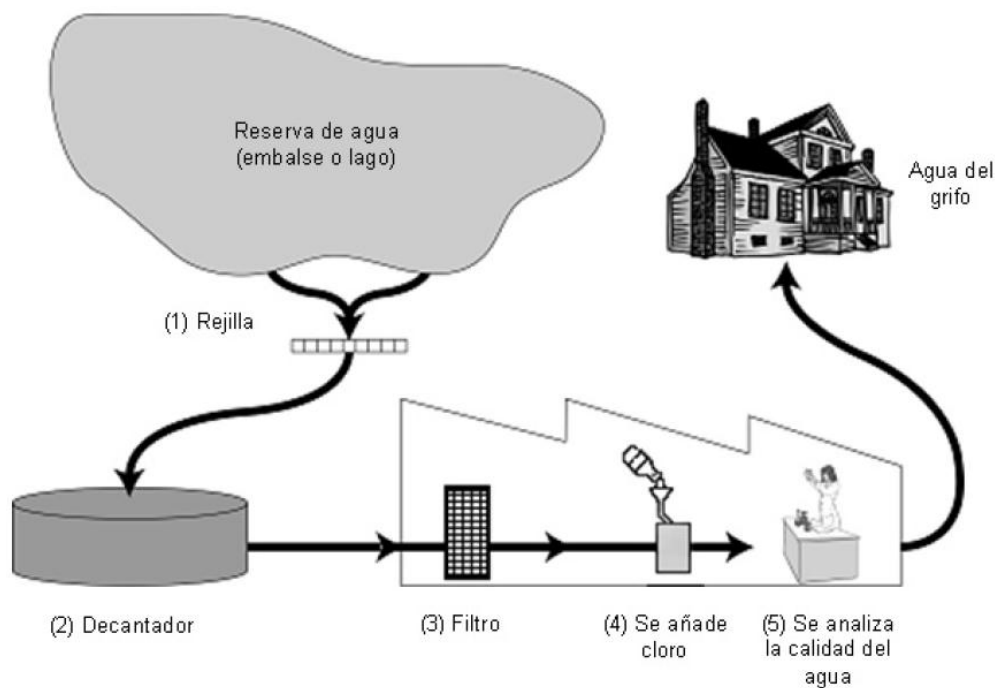 Reserva de agua
(embalse o lago)
Agua del
grifo
(1) Rejilla
(2) Decantador
(3) Filtro
(4) Se añade
cloro
(5) Se analiza
la calidad del
agua